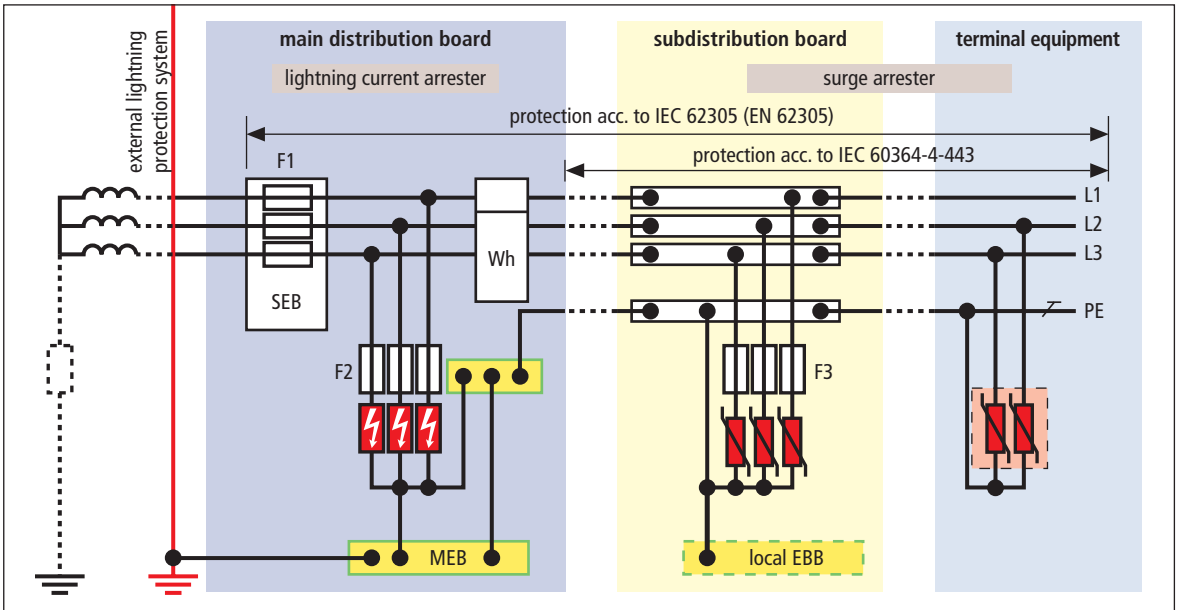 external lightning
protection system
main distribution board
subdistribution board
terminal equipment
lightning current arrester
surge arrester
protection acc. to IEC 62305 (EN 62305)
protection acc. to IEC 60364-4-443
F1
L1
L2
L3
Wh
SEB
PE
F2
F3
MEB
local EBB